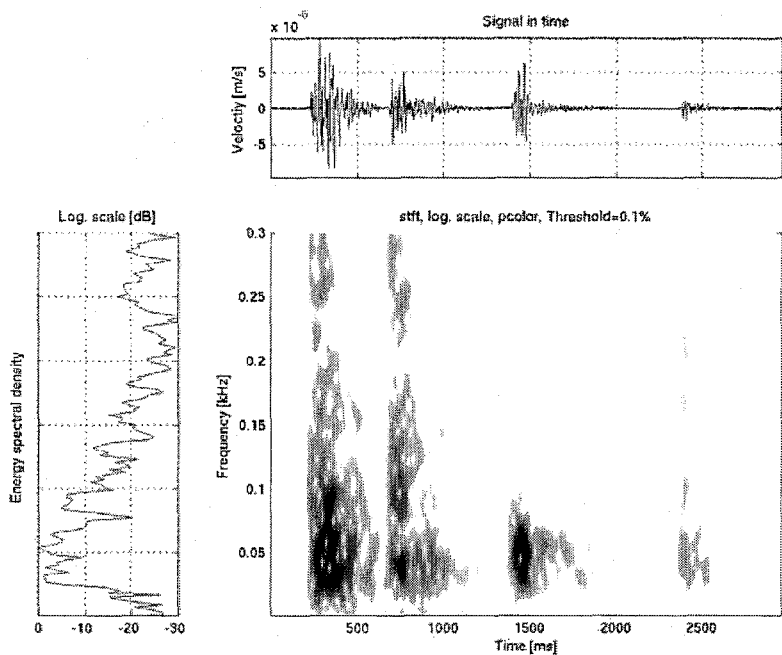 x 10⁻⁶
Signal in time
Velocity [m/s]
5
0
-5
Log. scale [dB]
stft, log. scale, pcolor, Threshold=0.1%
Energy spectral density
Frequency [kHz]
0.3
0.25
0.2
0.15
0.1
0.05
0 -10 -20 -30
500 1000 1500 2000 2500
Time [ms]